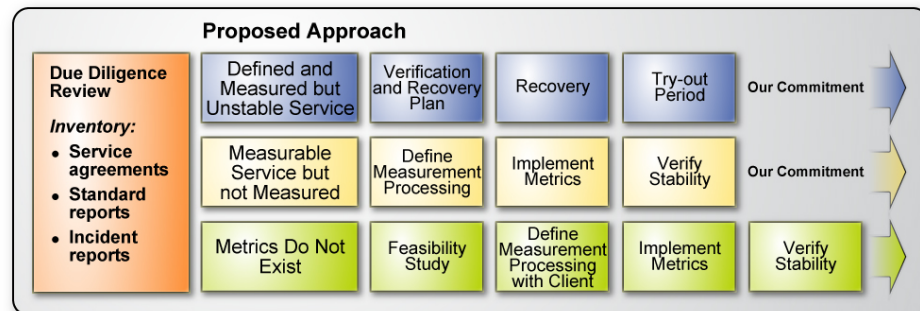 Proposed Approach
Due Diligence
Review
Inventory:
• Service
agreements
• Standard
reports
• Incident
reports
Defined and
Measured but
Unstable Service
Verification
and Recovery
Plan
Recovery
Try-out
Period
Our Commitment
Measurable
Service but
not Measured
Define
Measurement
Processing
Implement
Metrics
Verify
Stability
Our Commitment
Metrics Do Not
Exist
Feasibility
Study
Define
Measurement
Processing
with Client
Implement
Metrics
Verify
Stability